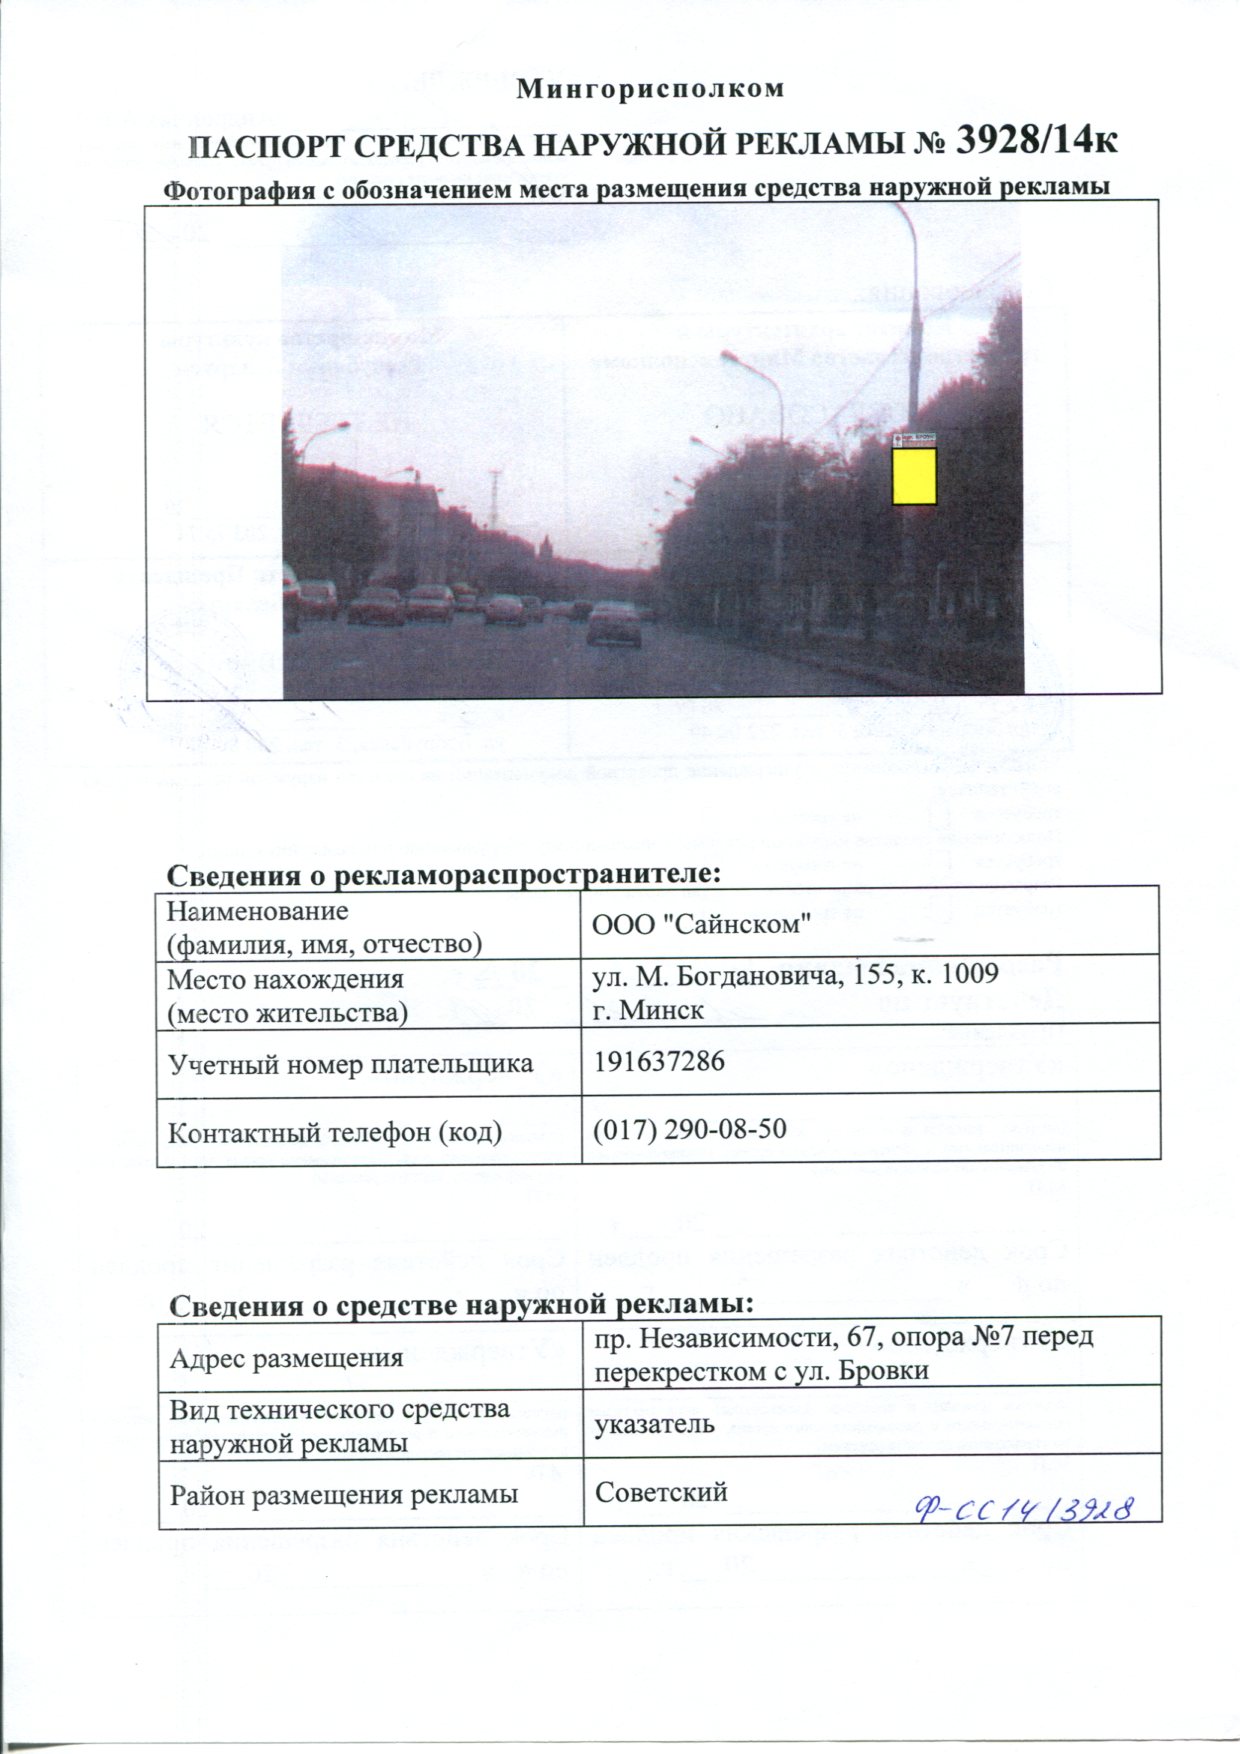 Мингорисполком
ПАСПОРТ СРЕДСТВА НАРУЖНОЙ РЕКЛАМЫ № 3928/14к
Фотография с обозначением места размещения средства наружной рекламы
Сведения о рекламораспространителе:
Наименование
(фамилия, имя, отчество)
ООО "Сайнском"
Место нахождения
(место жительства)
ул. М. Богдановича, 155, к. 1009
г. Минск
Учетный номер плательщика
191637286
Контактный телефон (код)
(017) 290-08-50
Сведения о средстве наружной рекламы:
Адрес размещения
пр. Независимости, 67, опора №7 перед
перекрестком с ул. Бровки
Вид технического средства
наружной рекламы
указатель
Район размещения рекламы
Советский
Ф-СС14/3928